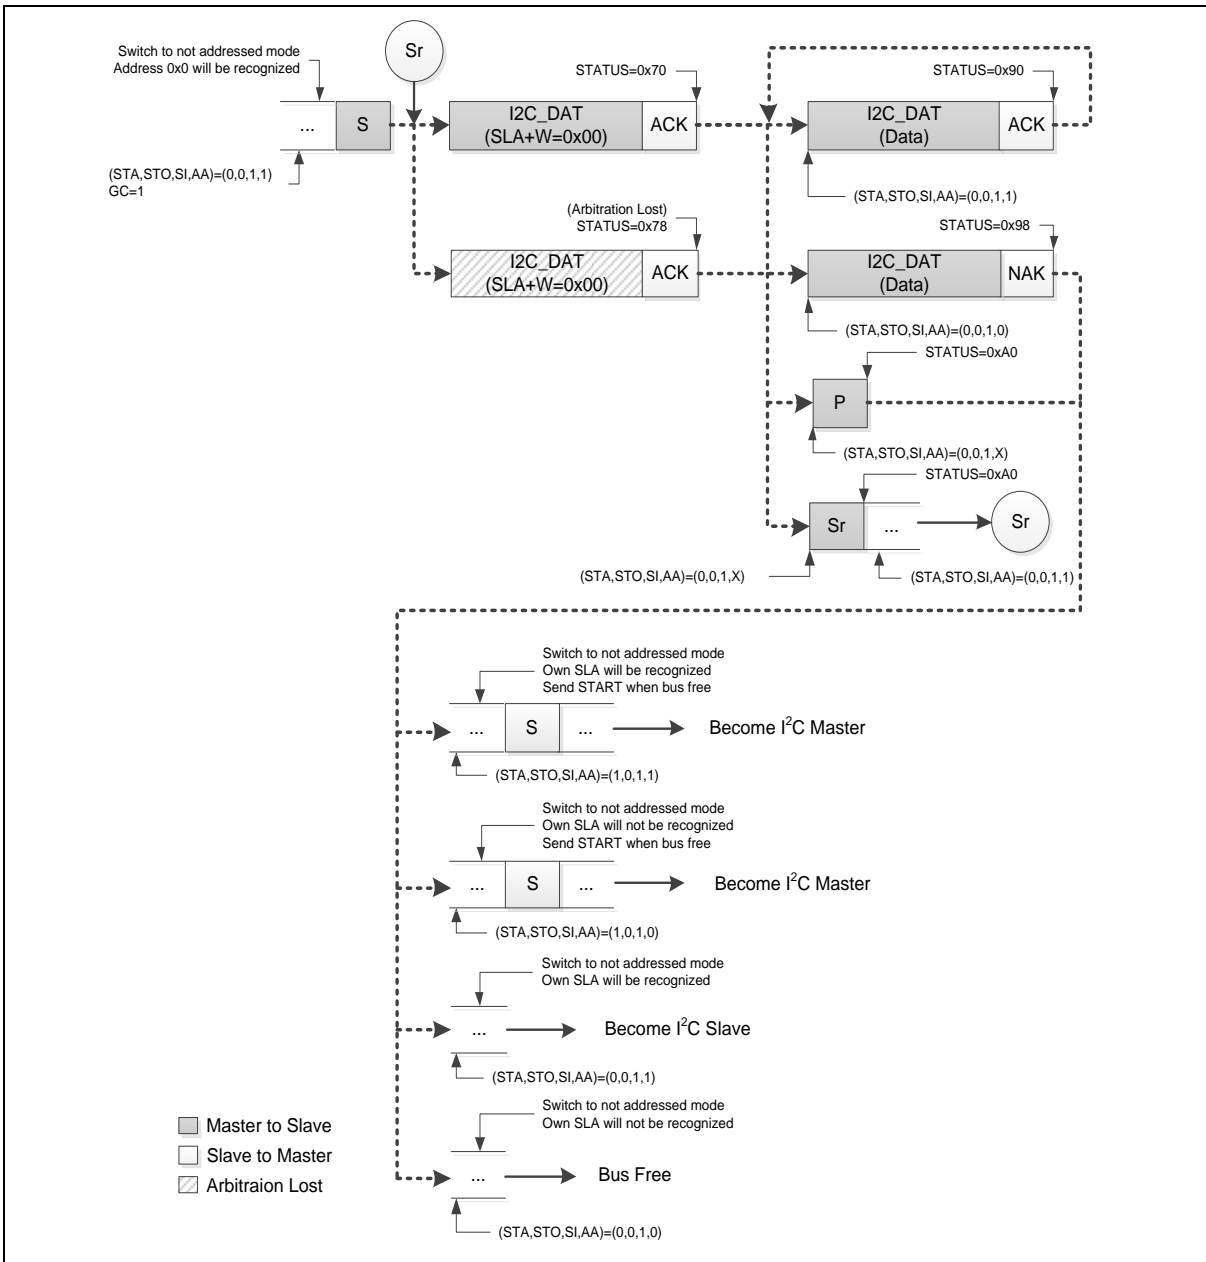 Switch to not addressed mode
Address 0x0 will be recognized
Sr
STATUS=0x70
STATUS=0x90
...
S
I2C_DAT
(SLA+W=0x00)
ACK
I2C_DAT
(Data)
ACK
(STA,STO,SI,AA)=(0,0,1,1)
GC=1
(STA,STO,SI,AA)=(0,0,1,1)
(Arbitration Lost)
STATUS=0x78
STATUS=0x98
I2C_DAT
(SLA+W=0x00)
ACK
I2C_DAT
(Data)
NAK
(STA,STO,SI,AA)=(0,0,1,0)
STATUS=0xA0
P
(STA,STO,SI,AA)=(0,0,1,X)
STATUS=0xA0
Sr
...
Sr
(STA,STO,SI,AA)=(0,0,1,X)
(STA,STO,SI,AA)=(0,0,1,1)
Switch to not addressed mode
Own SLA will be recognized
Send START when bus free
...
S
...
Become I²C Master
(STA,STO,SI,AA)=(1,0,1,1)
Switch to not addressed mode
Own SLA will not be recognized
Send START when bus free
...
S
...
Become I²C Master
(STA,STO,SI,AA)=(1,0,1,0)
Switch to not addressed mode
Own SLA will be recognized
...
Become I²C Slave
(STA,STO,SI,AA)=(0,0,1,1)
Switch to not addressed mode
Own SLA will not be recognized
...
Bus Free
(STA,STO,SI,AA)=(0,0,1,0)
Master to Slave
Slave to Master
Arbitraion Lost